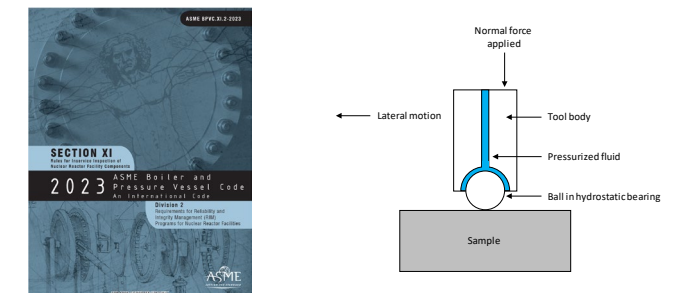 ASME BPVC.XI.2-2023
SECTION XI
Rules for Inservice Inspection of
Nuclear Reactor Facility Components
2023
ASME Boiler and
Pressure Vessel Code
An International Code
Division 2
Requirements for Reliability and
Integrity Management (RIM)
Programs for Nuclear Reactor Facilities
ASME
Normal force
applied
Lateral motion
Tool body
Pressurized fluid
Ball in hydrostatic bearing
Sample